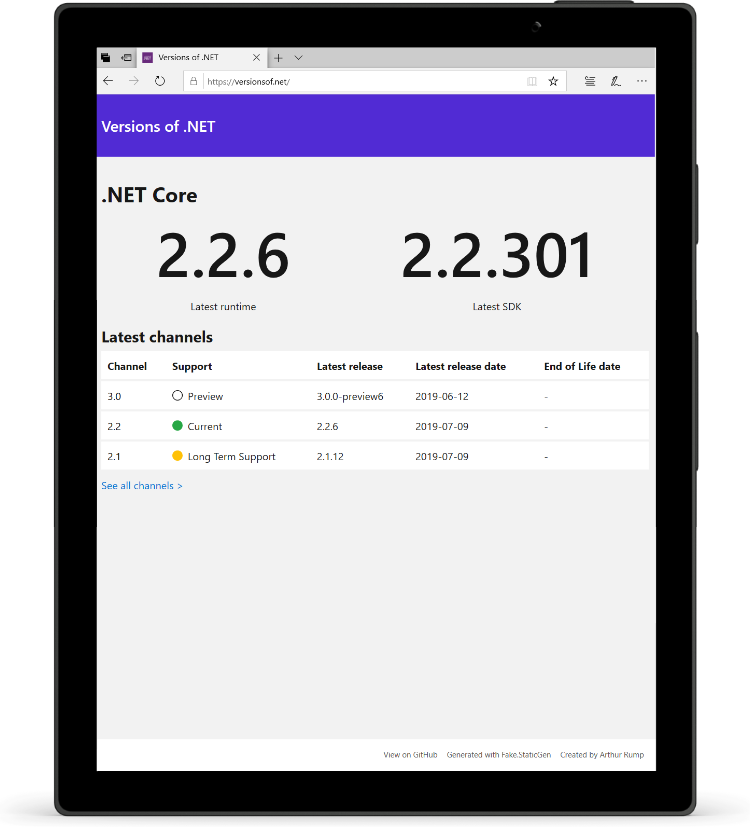 Versions of .NET
https://versionsof.net/
Versions of .NET
.NET Core
2.2.6
Latest runtime
2.2.301
Latest SDK
Latest channels
Channel Support Latest release Latest release date End of Life date
3.0 Preview 3.0.0-preview6 2019-06-12 -
2.2 Current 2.2.6 2019-07-09 -
2.1 Long Term Support 2.1.12 2019-07-09 -
See all channels >
View on GitHub Generated with Fake.StaticGen Created by Arthur Rump